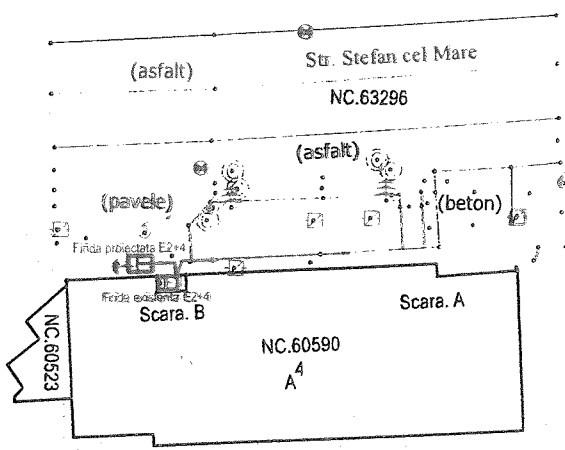 Str. Stefan cel Mare
(asfalt)
NC.63296
(asfalt)
(pavele)
(beton)
Firida proiectata E2+4
Firida existenta E2+4
Scara. B
Scara. A
NC.60523
NC.60590
A